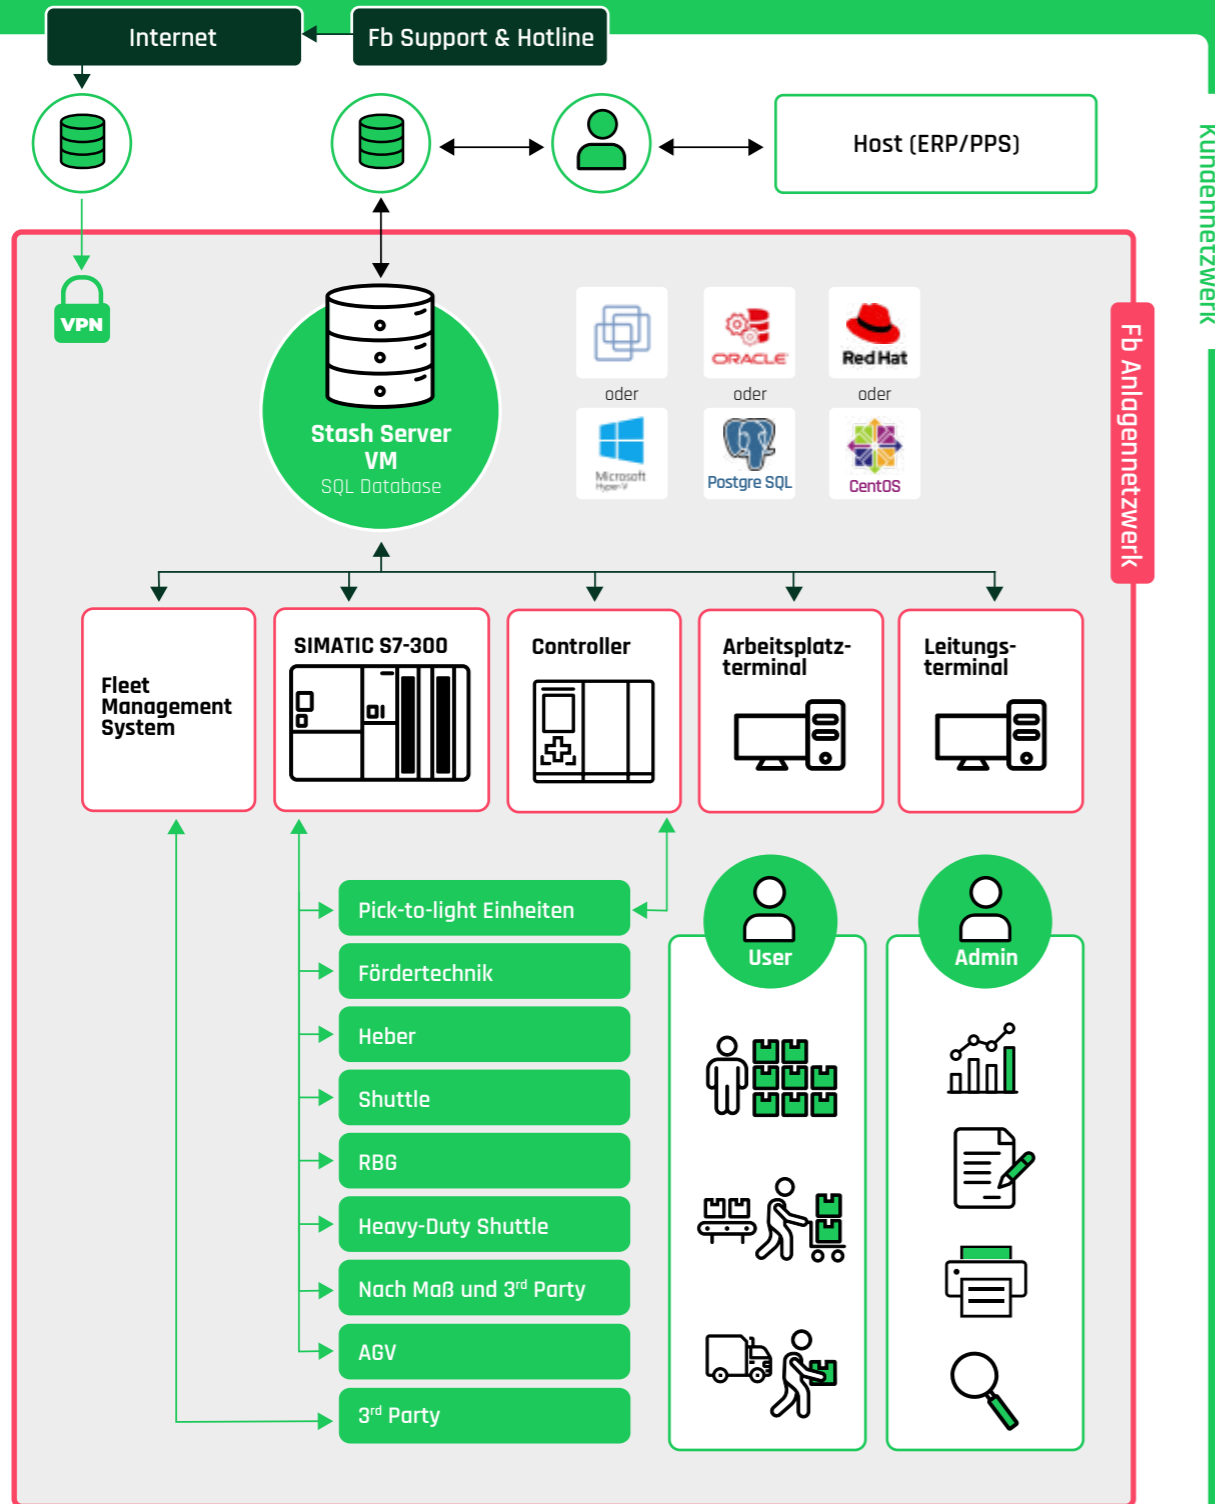 Internet
Fb Support & Hotline
Host (ERP/PPS)
Kundennetzwerk
VPN
Stash Server
VM
SQL Database
oder
ORACLE
oder
Red Hat
oder
Microsoft
Hyper-V
Postgre SQL
CentOS
Fb Anlagennetzwerk
Fleet
Management
System
SIMATIC S7-300
Controller
Arbeitsplatz-
terminal
Leitungs-
terminal
Pick-to-light Einheiten
Fördertechnik
Heber
Shuttle
RBG
Heavy-Duty Shuttle
Nach Maß und 3rd Party
AGV
3rd Party
User
Admin